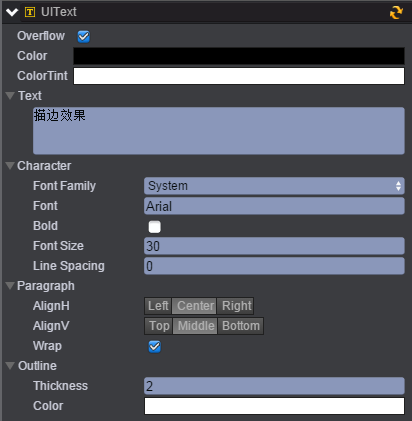 UIText
Overflow
Color
ColorTint
Text
描边效果
Character
Font Family System
Font Arial
Bold
Font Size 30
Line Spacing 0
Paragraph
AlignH Left Center Right
AlignV Top Middle Bottom
Wrap
Outline
Thickness 2
Color